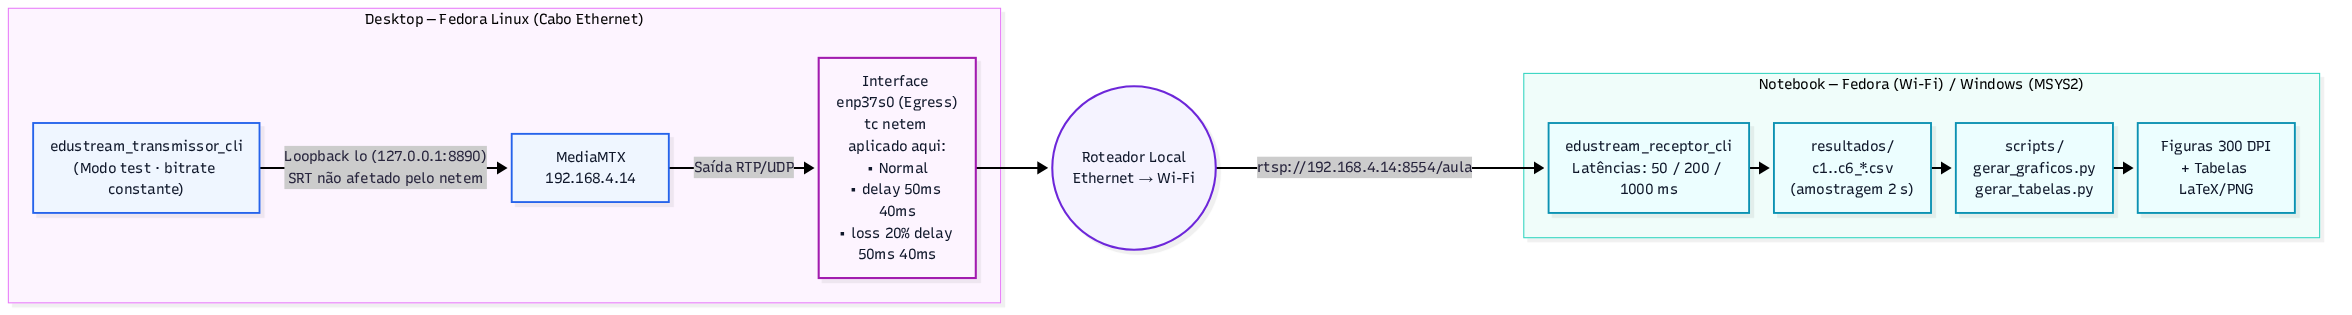 Desktop – Fedora Linux (Cabo Ethernet)
edustream_transmissor_cli
(Modo test · bitrate
constante)
Loopback lo (127.0.0.1:8890)
SRT não afetado pelo netem
MediaMTX
192.168.4.14
Saída RTP/UDP
Interface
enp37s0 (Egress)
tc netem
aplicado aqui:
▪ Normal
▪ delay 50ms
40ms
▪ loss 20% delay
50ms 40ms
Roteador Local
Ethernet → Wi-Fi
rtsp://192.168.4.14:8554/aula
Notebook – Fedora (Wi-Fi) / Windows (MSYS2)
edustream_receptor_cli
Latências: 50 / 200 /
1000 ms
resultados/
c1..c6_*.csv
(amostragem 2 s)
scripts/
gerar_graficos.py
gerar_tabelas.py
Figuras 300 DPI
+ Tabelas
LaTeX/PNG